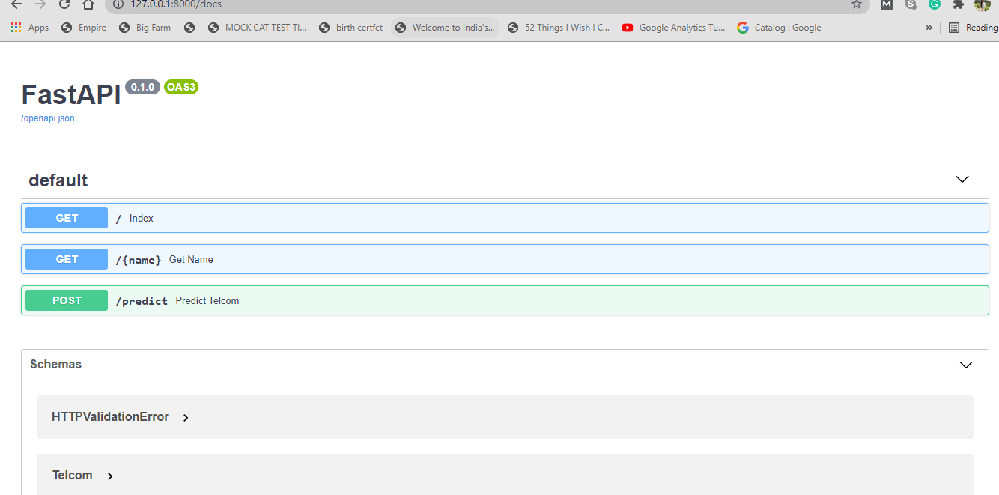 127.0.0.1:8000/docs
Apps Empire Big Farm MOCK CAT TEST TI... birth certfct Welcome to India's... 52 Things I Wish I C... Google Analytics Tu... Catalog : Google » Reading
FastAPI 0.1.0 OAS3
/openapi.json
default
GET / Index
GET /{name} Get Name
POST /predict Predict Telcom
Schemas
HTTPValidationError
Telcom